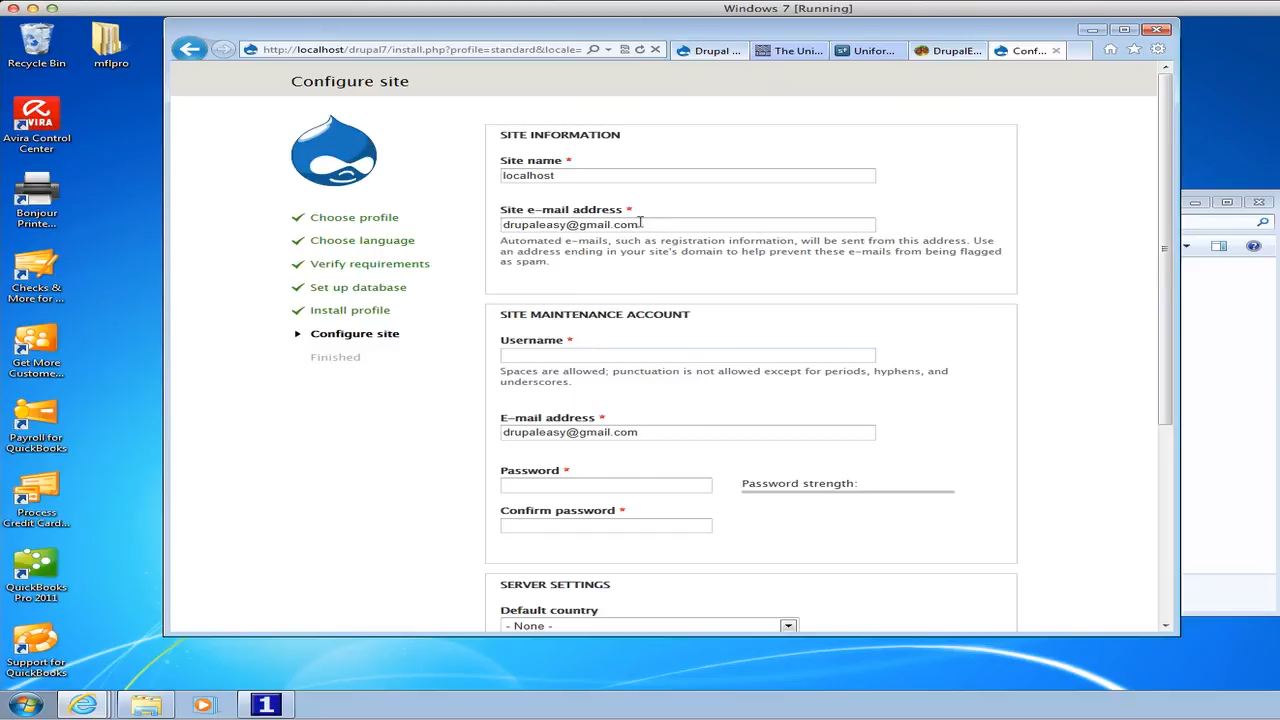 Windows 7 [Running]
Recycle Bin
mflpro
Avira Control
Center
Bonjour
Printe...
Checks &
More for ...
Get More
Custome...
Payroll for
QuickBooks
Process
Credit Card...
QuickBooks
Pro 2011
Support for
QuickBooks
http://localhost/drupal7/install.php?profile=standard&locale=
Drupal ...
The Uni...
Unifor...
DrupalE...
Conf...
Configure site
Choose profile
Choose language
Verify requirements
Set up database
Install profile
Configure site
Finished
SITE INFORMATION
Site name *
localhost
Site e-mail address *
drupaleasy@gmail.com
Automated e-mails, such as registration information, will be sent from this address. Use
an address ending in your site's domain to help prevent these e-mails from being flagged
as spam.
SITE MAINTENANCE ACCOUNT
Username *
Spaces are allowed; punctuation is not allowed except for periods, hyphens, and
underscores.
E-mail address *
drupaleasy@gmail.com
Password *
Password strength:
Confirm password *
SERVER SETTINGS
Default country
- None -
1